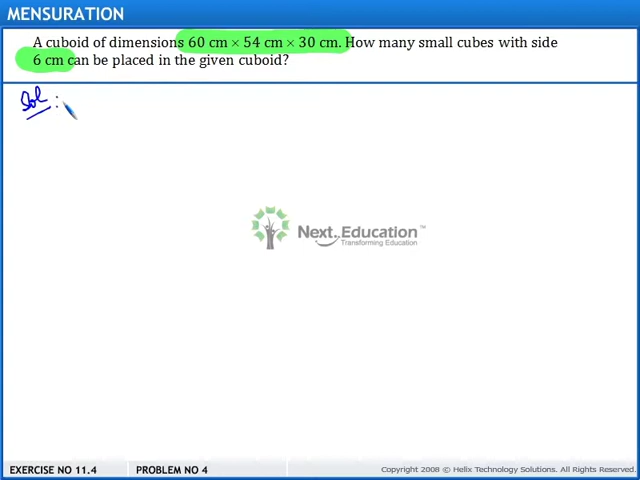 MENSURATION
A cuboid of dimensions 60 cm × 54 cm × 30 cm. How many small cubes with side
6 cm can be placed in the given cuboid?
Sol :
Next Education™
Transforming Education
EXERCISE NO 11.4 PROBLEM NO 4 Copyright 2008 © Helix Technology Solutions. All Rights Reserved.